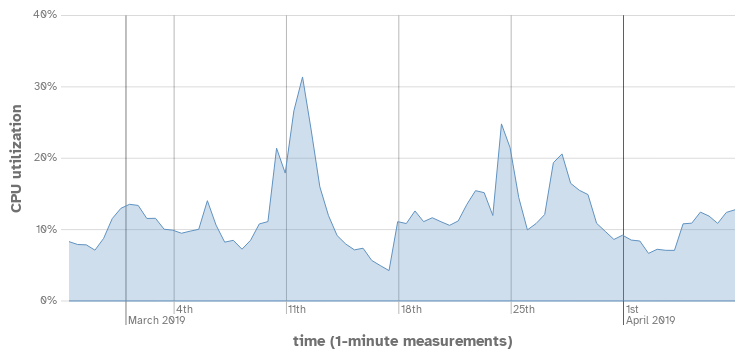 40%
30%
20%
10%
0%
CPU utilization
4th
11th
18th
25th
1st
March 2019
April 2019
time (1-minute measurements)